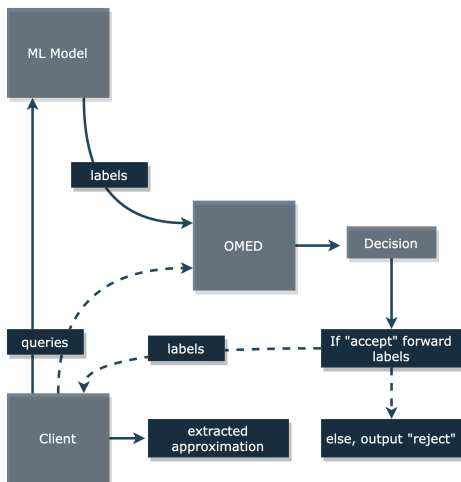 ML Model
labels
OMED
Decision
queries
labels
If "accept" forward
labels
Client
extracted
approximation
else, output "reject"